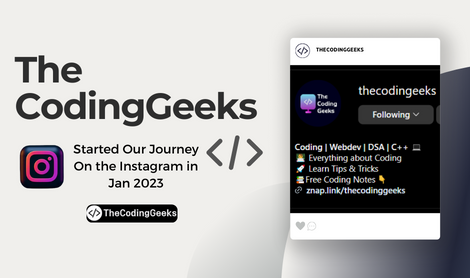 The
CodingGeeks
Started Our Journey
On the Instagram in
Jan 2023
</>
</> TheCodingGeeks
THECODINGGEEKS
The
Coding
Geeks
thecodingeeks
Following
Coding | Webdev | DSA | C++ 💻
Everything about Coding
🚀 Learn Tips & Tricks
Free Coding Notes 👇
znap.link/thecodinggeeks